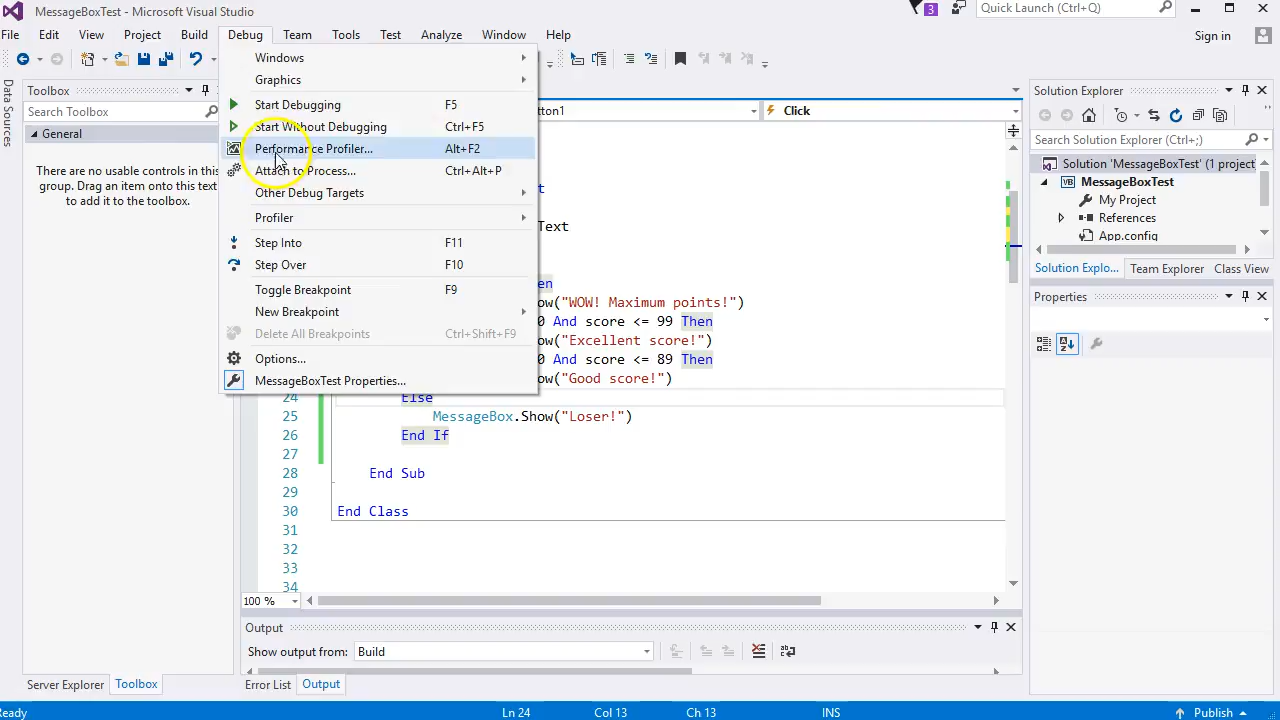 MessageBoxTest - Microsoft Visual Studio
3
Quick Launch (Ctrl+Q)
File Edit View Project Build Debug Team Tools Test Analyze Window Help
Sign in
Data Sources
Toolbox
Search Toolbox
General
There are no usable controls in this
group. Drag an item onto this text
to add it to the toolbox.
Windows
Graphics
Start Debugging F5
Start Without Debugging Ctrl+F5
Performance Profiler... Alt+F2
Attach to Process... Ctrl+Alt+P
Other Debug Targets
Profiler
Step Into F11
Step Over F10
Toggle Breakpoint F9
New Breakpoint
Delete All Breakpoints Ctrl+Shift+F9
Options...
MessageBoxTest Properties...
ton1
Click
t
Text
en
ow("WOW! Maximum points!")
0 And score <= 99 Then
ow("Excellent score!")
0 And score <= 89 Then
ow("Good score!")
24 Else
25 MessageBox.Show("Loser!")
26 End If
27
28 End Sub
29
30 End Class
31
32
33
34
100 %
Output
Show output from: Build
Server Explorer Toolbox
Error List Output
Solution Explorer
Search Solution Explorer (Ctrl+;)
Solution 'MessageBoxTest' (1 project
MessageBoxTest
My Project
References
App.config
Solution Explo... Team Explorer Class View
Properties
Ready Ln 24 Col 13 Ch 13 INS Publish